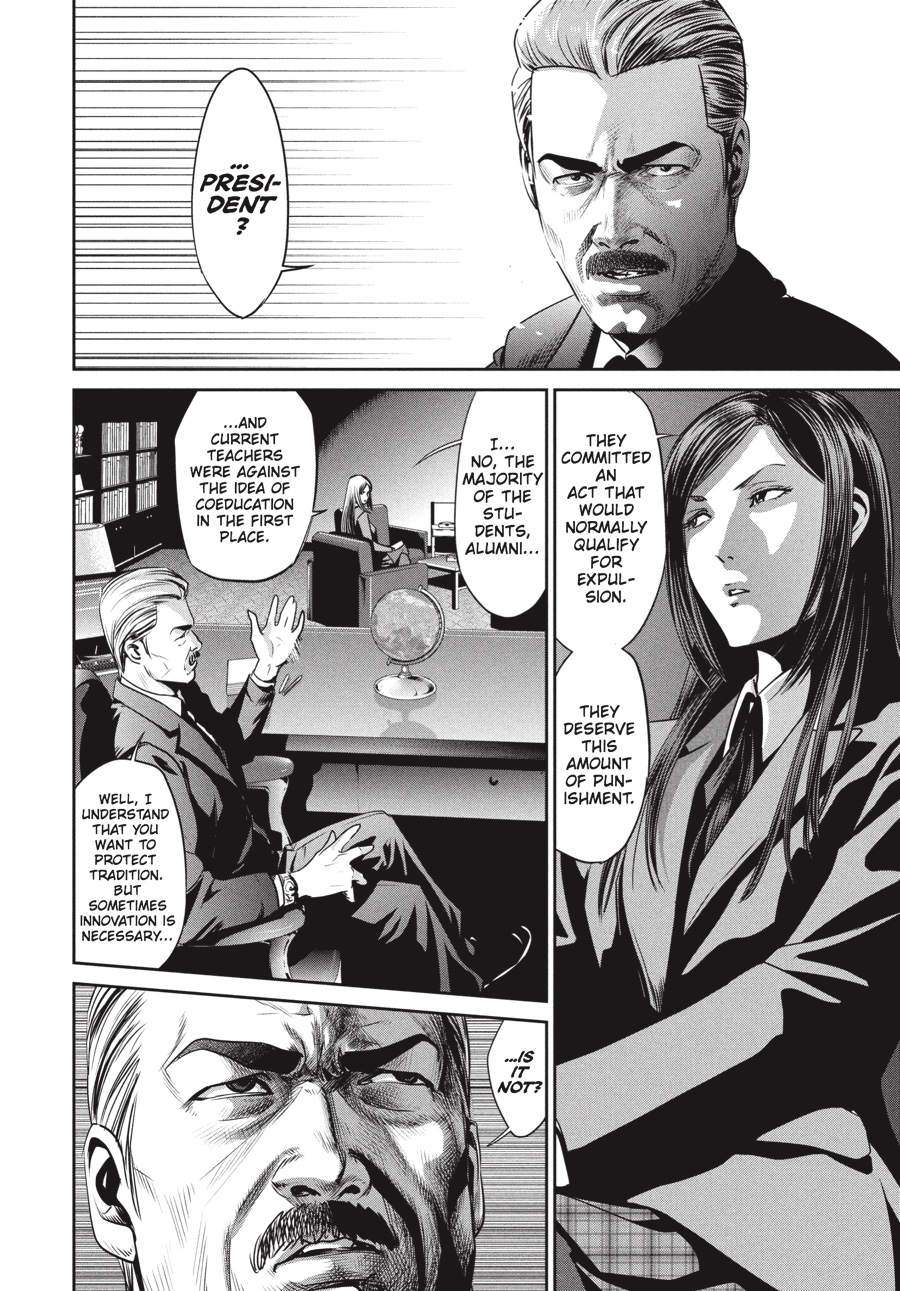 ...
PRESI-
DENT
?
THEY
COMMITTED
AN
ACT THAT
WOULD
NORMALLY
QUALIFY
FOR
EXPUL-
SION.
THEY
DESERVE
THIS
AMOUNT
OF PUN-
ISHMENT.
I...
NO, THE
MAJORITY
OF THE
STU-
DENTS,
ALUMNI...
...AND
CURRENT
TEACHERS
WERE AGAINST
THE IDEA OF
COEDUCATION
IN THE FIRST
PLACE.
WELL, I
UNDERSTAND
THAT YOU
WANT TO
PROTECT
TRADITION.
BUT
SOMETIMES
INNOVATION IS
NECESSARY...
...IS
IT
NOT?